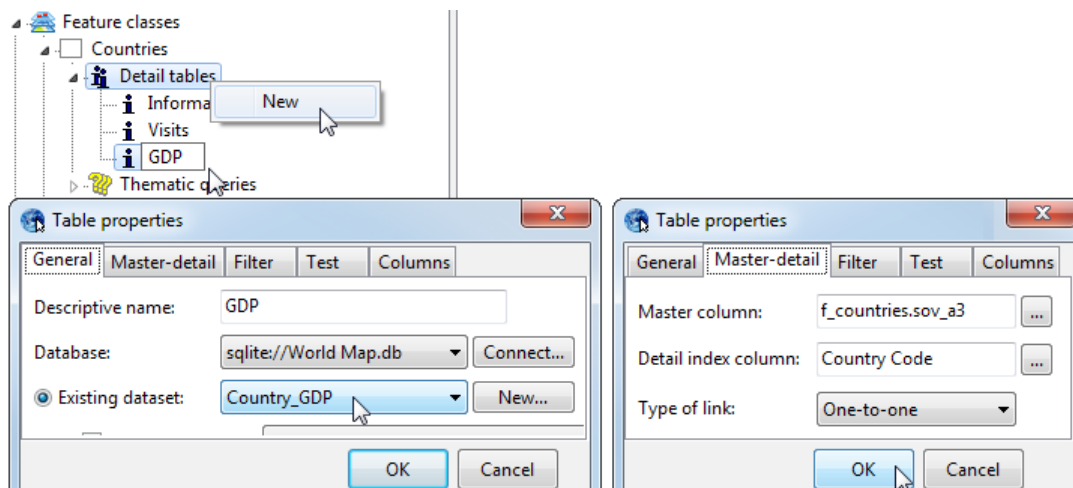 Feature classes
Countries
Detail tables
New
Informa
Visits
GDP
Thematic queries
Table properties
General Master-detail Filter Test Columns
Descriptive name: GDP
Database: sqlite://World Map.db Connect...
Existing dataset: Country_GDP New...
OK Cancel
Table properties
General Master-detail Filter Test Columns
Master column: f_countries.sov_a3 ...
Detail index column: Country Code ...
Type of link: One-to-one
OK Cancel